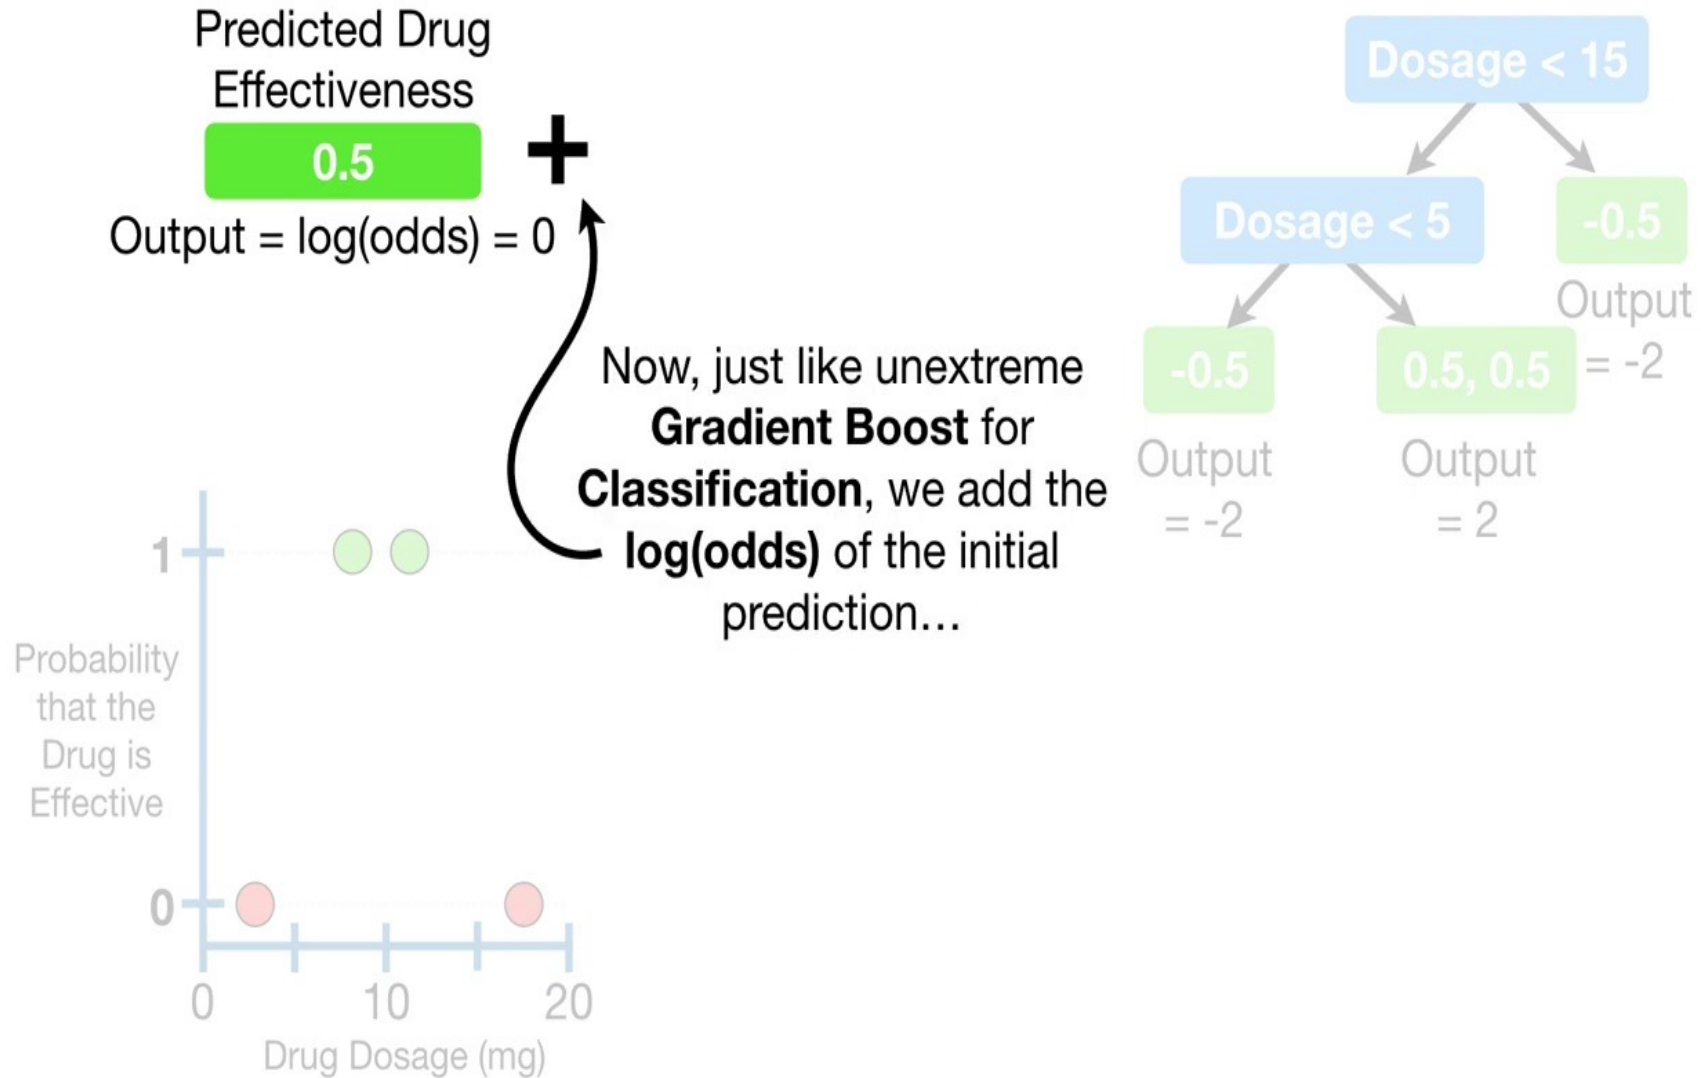 Predicted Drug
Effectiveness
0.5
+
Output = log(odds) = 0
Dosage < 15
Dosage < 5
-0.5
Output
= -2
-0.5
0.5, 0.5
Output
= -2
Output
= 2
Now, just like unextreme
Gradient Boost for
Classification, we add the
log(odds) of the initial
prediction…
1
Probability
that the
Drug is
Effective
0
0 10 20
Drug Dosage (mg)